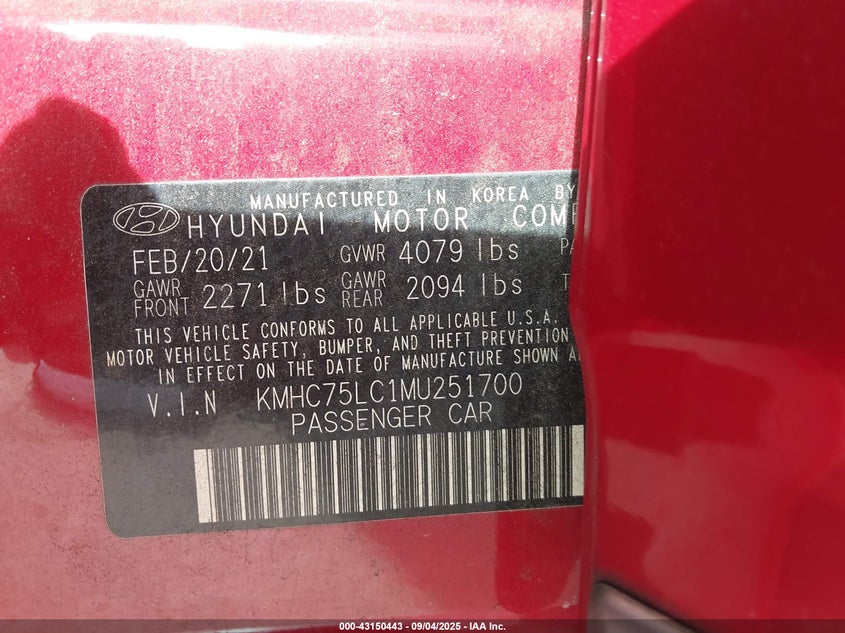 MANUFACTURED IN KOREA BY
HYUNDAI MOTOR COMP
FEB/20/21 GVWR 4079 lbs PA
GAWR FRONT 2271 lbs GAWR REAR 2094 lbs T
THIS VEHICLE CONFORMS TO ALL APPLICABLE U.S.A.
MOTOR VEHICLE SAFETY, BUMPER, AND THEFT PREVENTION
IN EFFECT ON THE DATE OF MANUFACTURE SHOWN A
V.I.N KMHC75LC1MU251700
PASSENGER CAR
000-43150443 - 09/04/2025 - IAA Inc.